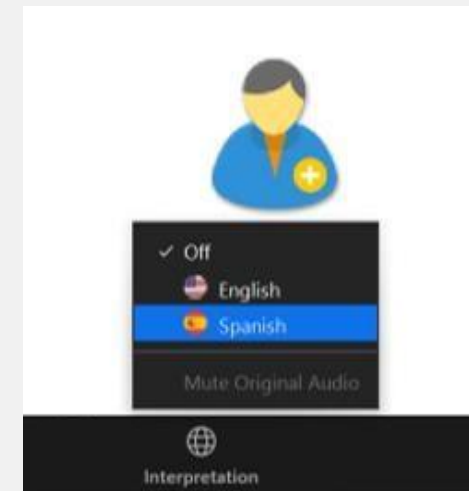 Off
English
Spanish
Mute Original Audio
Interpretation